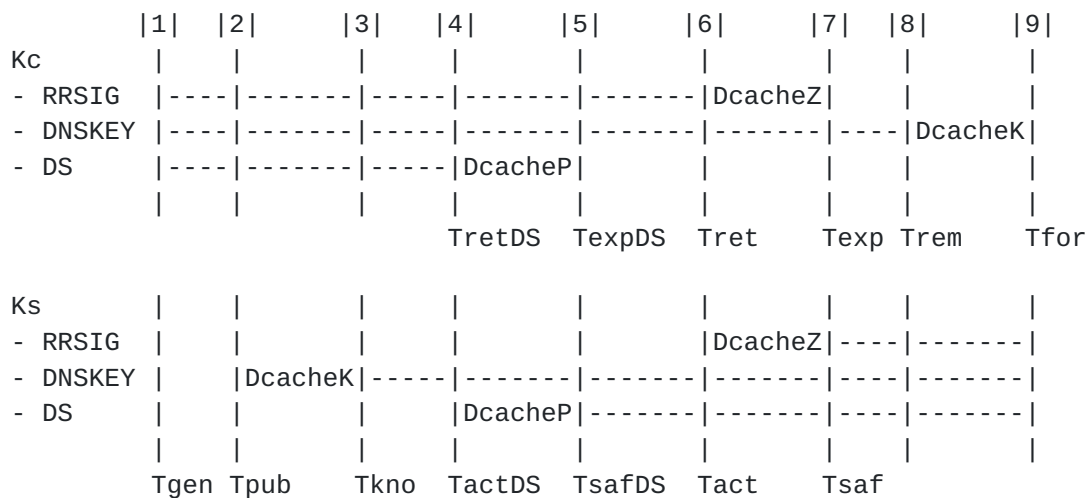 |1|  |2|     |3|   |4|     |5|     |6|     |7|  |8|     |9|
Kc       |    |       |     |       |       |       |    |       |
- RRSIG  |----|-------|-----|-------|-------|DcacheZ|    |       |
- DNSKEY |----|-------|-----|-------|-------|-------|----|DcacheK|
- DS     |----|-------|-----|DcacheP|       |       |    |       |
         |    |       |     |       |       |       |    |       |
                            TretDS  TexpDS  Tret    Texp Trem    Tfor

Ks       |    |       |     |       |       |       |    |       |
- RRSIG  |    |       |     |       |       |DcacheZ|----|-------|
- DNSKEY |    |DcacheK|-----|-------|-------|-------|----|-------|
- DS     |    |       |     |DcacheP|-------|-------|----|-------|
         |    |       |     |       |       |       |    |       |
         Tgen Tpub    Tkno  TactDS  TsafDS  Tact    Tsaf